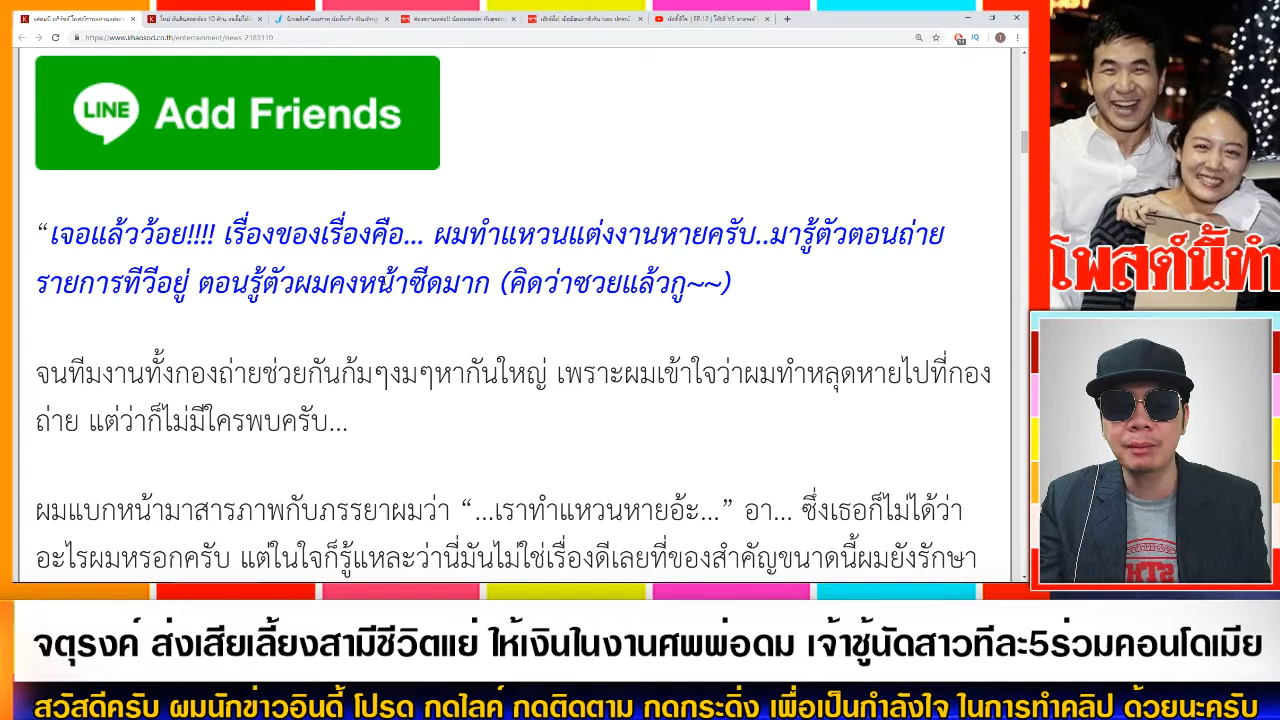 https://www.khaosod.co.th/entertainment/news_2183110
LINE Add Friends
“เจอแล้วว้อย!!!! เรื่องของเรื่องคือ... ผมทำแหวนแต่งงานหายครับ..มารู้ตัวตอนถ่าย
รายการทีวีอยู่ ตอนรู้ตัวผมคงหน้าซีดมาก (คิดว่าซวยแล้วกู~~)
จนทีมงานทั้งกองถ่ายช่วยกันก้มๆงมๆหากันใหญ่ เพราะผมเข้าใจว่าผมทำหลุดหายไปที่กอง
ถ่าย แต่ว่าก็ไม่มีใครพบครับ...
ผมแบกหน้ามาสารภาพกับภรรยาผมว่า “...เราทำแหวนหายอ้ะ...” อา... ซึ่งเธอก็ไม่ได้ว่า
อะไรผมหรอกครับ แต่ในใจก็รู้แหละว่านี่มันไม่ใช่เรื่องดีเลยที่ของสำคัญขนาดนี้ผมยังรักษา
โพสต์นี้ทำ
จตุรงค์ ส่งเสียเลี้ยงสามีชีวิตแย่ ให้เงินในงานศพพ่อดม เจ้าชู้นัดสาวทีละ5ร่วมคอนโดเมีย
สวัสดีครับ ผมนักข่าวอินดี้ โปรด กดไลค์ กดติดตาม กดกระดิ่ง เพื่อเป็นกำลังใจ ในการทำคลิป ด้วยนะครับ